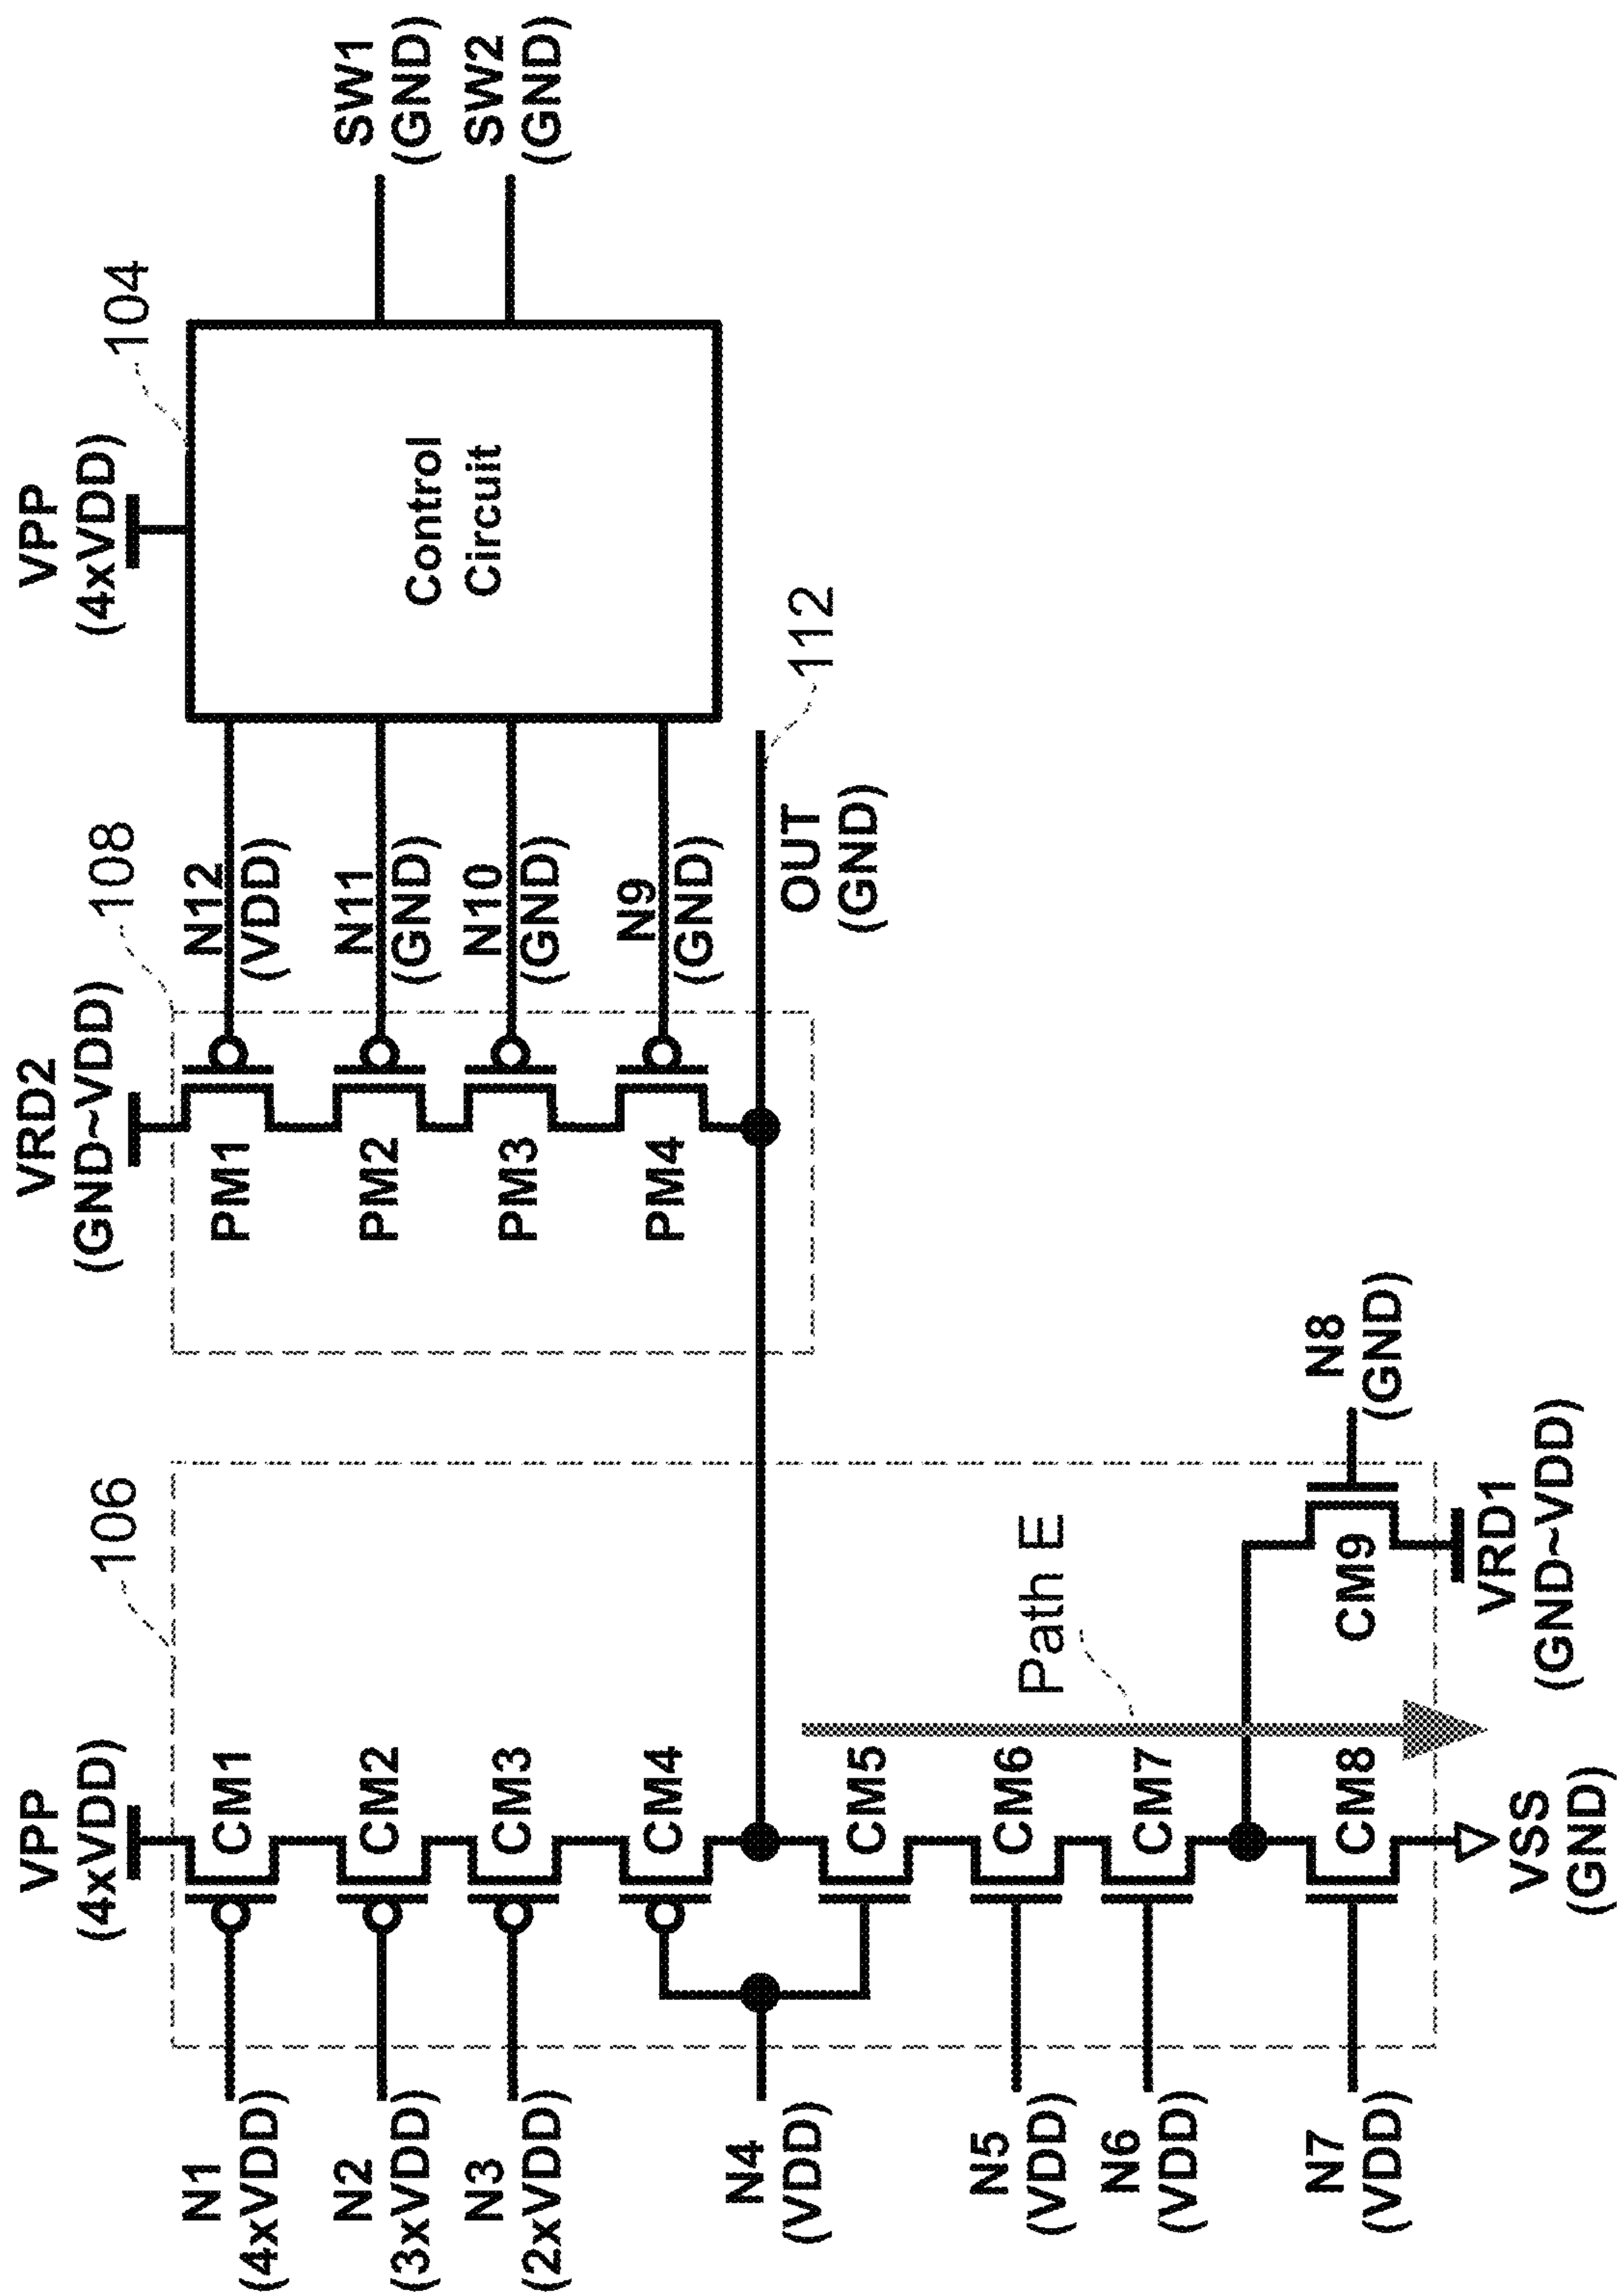 VPP
(4xVDD)
106
N1
(4xVDD)
CM1
N2
(3xVDD)
CM2
N3
(2xVDD)
CM3
CM4
N4
(VDD)
CM5
N5
(VDD)
CM6
N6
(VDD)
CM7
N7
(VDD)
CM8
VSS
(GND)
Path E
CM9
N8
(GND)
VRD1
(GND~VDD)
VRD2
(GND~VDD)
108
PM1
N12
(VDD)
PM2
N11
(GND)
PM3
N10
(GND)
PM4
N9
(GND)
OUT
(GND)
112
VPP
(4xVDD)
104
Control
Circuit
SW1
(GND)
SW2
(GND)